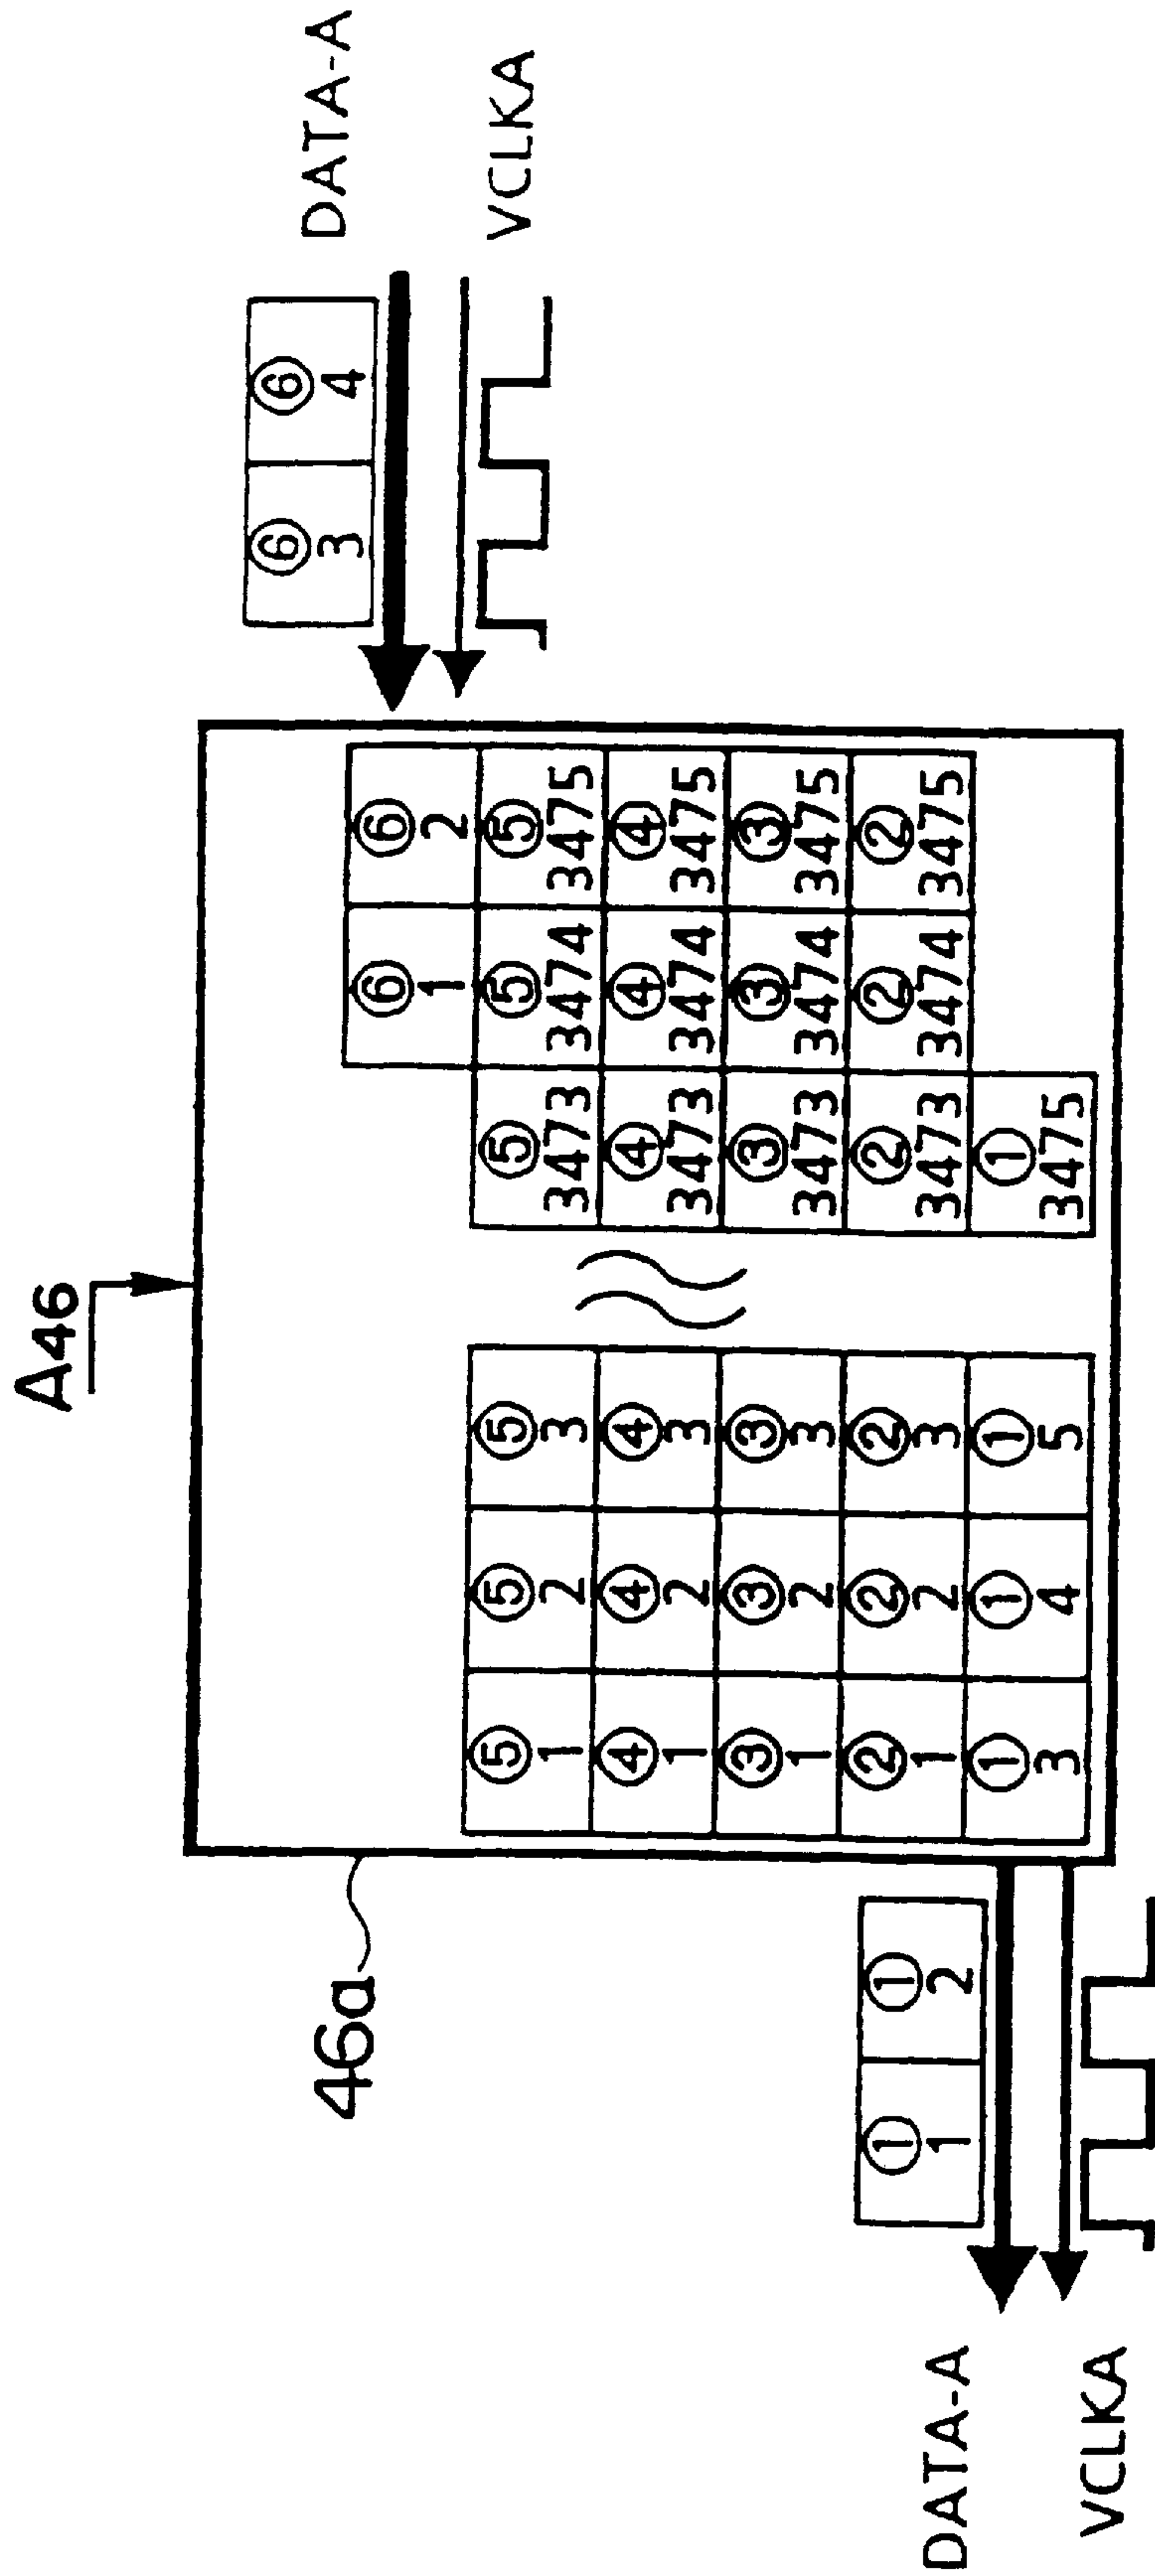 A46
⑥ ⑥
3 4
DATA-A
46a
⑥ ⑥
1 2
VCLKA
⑤ ⑤ ⑤ ⑤ ⑤ ⑤
1 2 3 3473 3474 3475
④ ④ ④ ④ ④ ④
1 2 3 3473 3474 3475
③ ③ ③ ③ ③ ③
1 2 3 3473 3474 3475
② ② ② ② ② ②
1 2 3 3473 3474 3475
① ① ① ①
3 4 5 3475
① ①
1 2
DATA-A
VCLKA